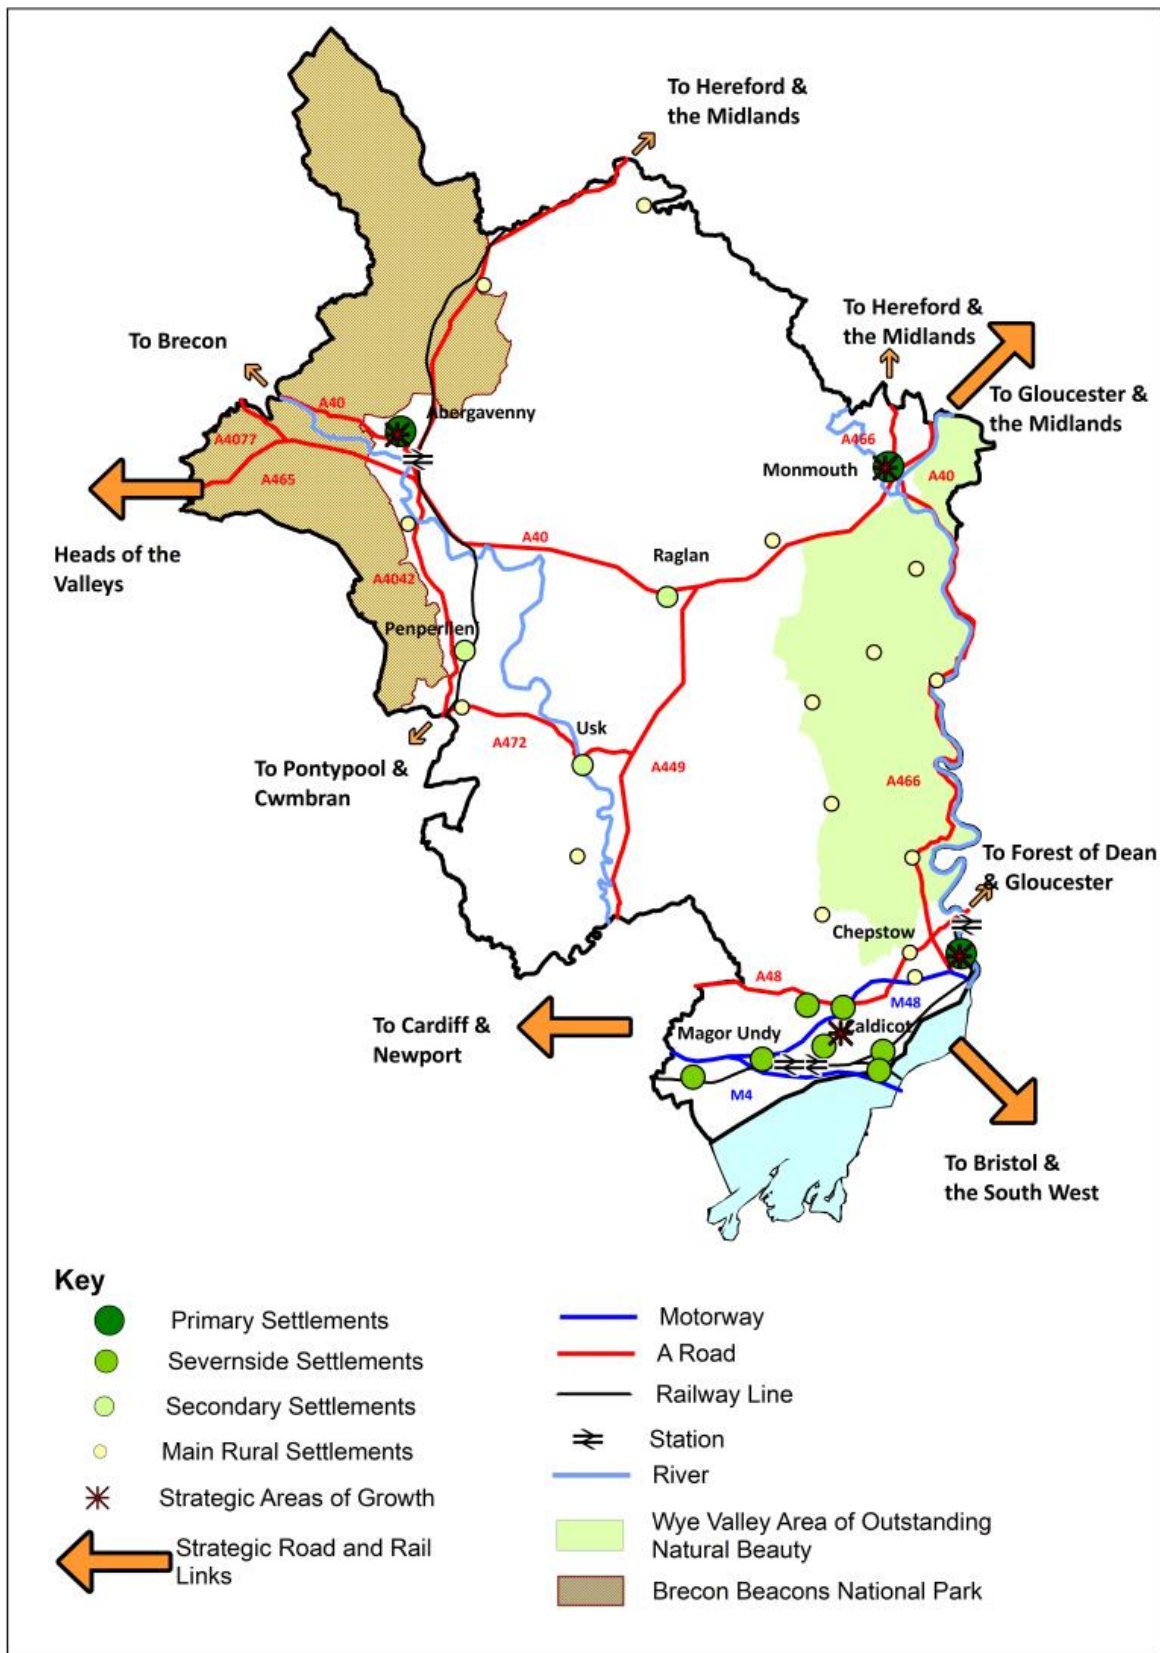 To Hereford &
the Midlands
To Hereford &
the Midlands
To Brecon
To Gloucester &
the Midlands
A40
Abergavenny
A4077
A466
Monmouth
A465
A40
Heads of the
Valleys
A40
Raglan
A4042
Penperlleni
Usk
A472
To Pontypool &
Cwmbran
A449
A466
To Forest of Dean
& Gloucester
Chepstow
A48
M48
To Cardiff &
Newport
Magor Undy
Caldicot
M4
To Bristol &
the South West
Key
Primary Settlements
Severnside Settlements
Secondary Settlements
Main Rural Settlements
Strategic Areas of Growth
Strategic Road and Rail
Links
Motorway
A Road
Railway Line
Station
River
Wye Valley Area of Outstanding
Natural Beauty
Brecon Beacons National Park